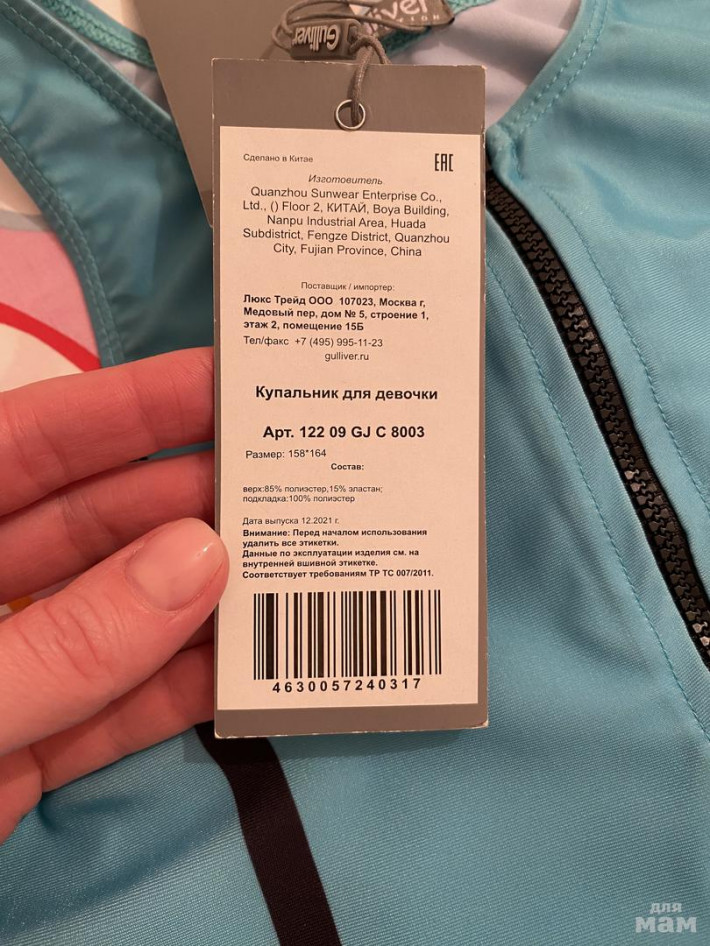 Gulliver
Сделано в Китае
EAC
Изготовитель
Quanzhou Sunwear Enterprise Co.,
Ltd., () Floor 2, КИТАЙ, Boya Building,
Nanpu Industrial Area, Huada
Subdistrict, Fengze District, Quanzhou
City, Fujian Province, China
Поставщик / импортер:
Люкс Трейд ООО 107023, Москва г,
Медовый пер, дом № 5, строение 1,
этаж 2, помещение 15Б
Тел/факс +7 (495) 995-11-23
gulliver.ru
Купальник для девочки
Арт. 122 09 GJ C 8003
Размер: 158*164
Состав:
верх:85% полиэстер,15% эластан;
подкладка:100% полиэстер
Дата выпуска 12.2021 г.
Внимание: Перед началом использования
удалить все этикетки.
Данные по эксплуатации изделия см. на
внутренней вшивной этикетке.
Соответствует требованиям ТР ТС 007/2011.
4630057240317
для
мам